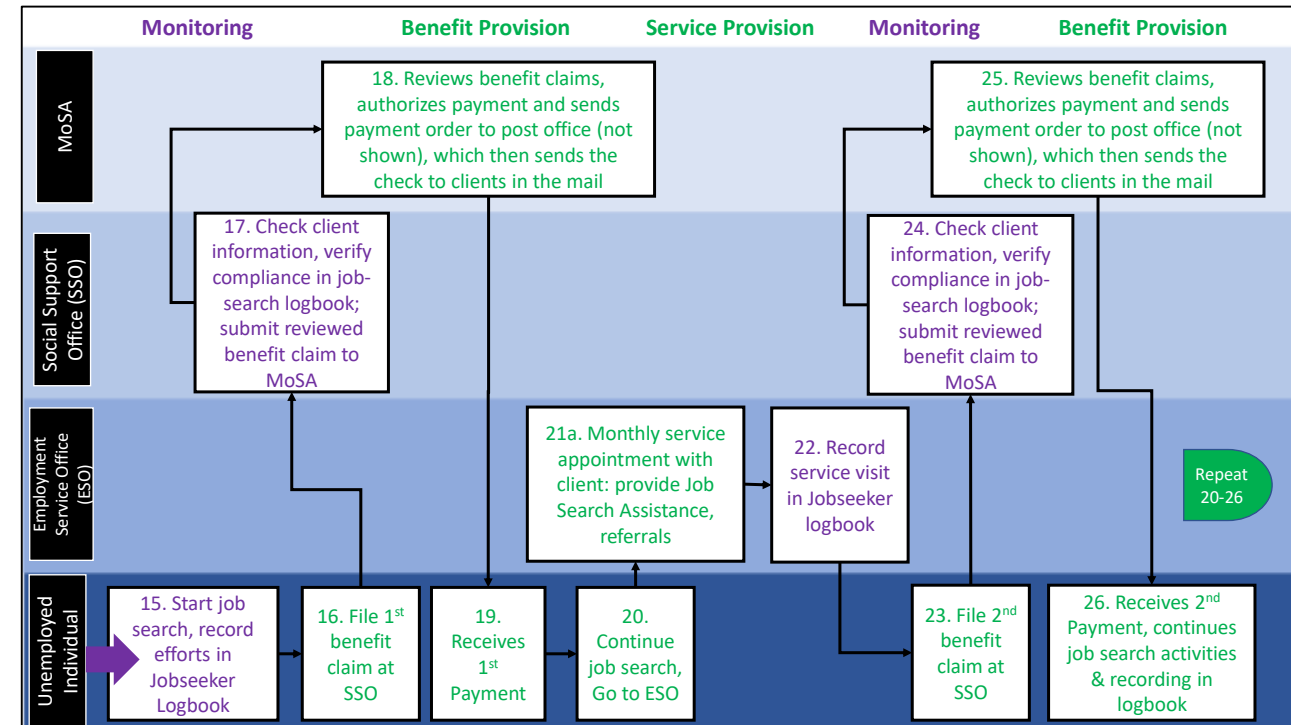 Monitoring
Benefit Provision
Service Provision
Monitoring
Benefit Provision
MoSA
18. Reviews benefit claims,
authorizes payment and sends
payment order to post office (not
shown), which then sends the
check to clients in the mail
25. Reviews benefit claims,
authorizes payment and sends
payment order to post office (not
shown), which then sends the
check to clients in the mail
Social Support
Office (SSO)
17. Check client
information, verify
compliance in job-
search logbook;
submit reviewed
benefit claim to
MoSA
24. Check client
information, verify
compliance in job-
search logbook;
submit reviewed
benefit claim to
MoSA
Employment
Service Office
(ESO)
21a. Monthly service
appointment with
client: provide Job
Search Assistance,
referrals
22. Record
service visit
in Jobseeker
logbook
Repeat
20-26
Unemployed
Individual
15. Start job
search, record
efforts in
Jobseeker
Logbook
16. File 1st
benefit
claim at
SSO
19.
Receives
1st
Payment
20.
Continue
job search,
Go to ESO
23. File 2nd
benefit
claim at
SSO
26. Receives 2nd
Payment, continues
job search activities
& recording in
logbook